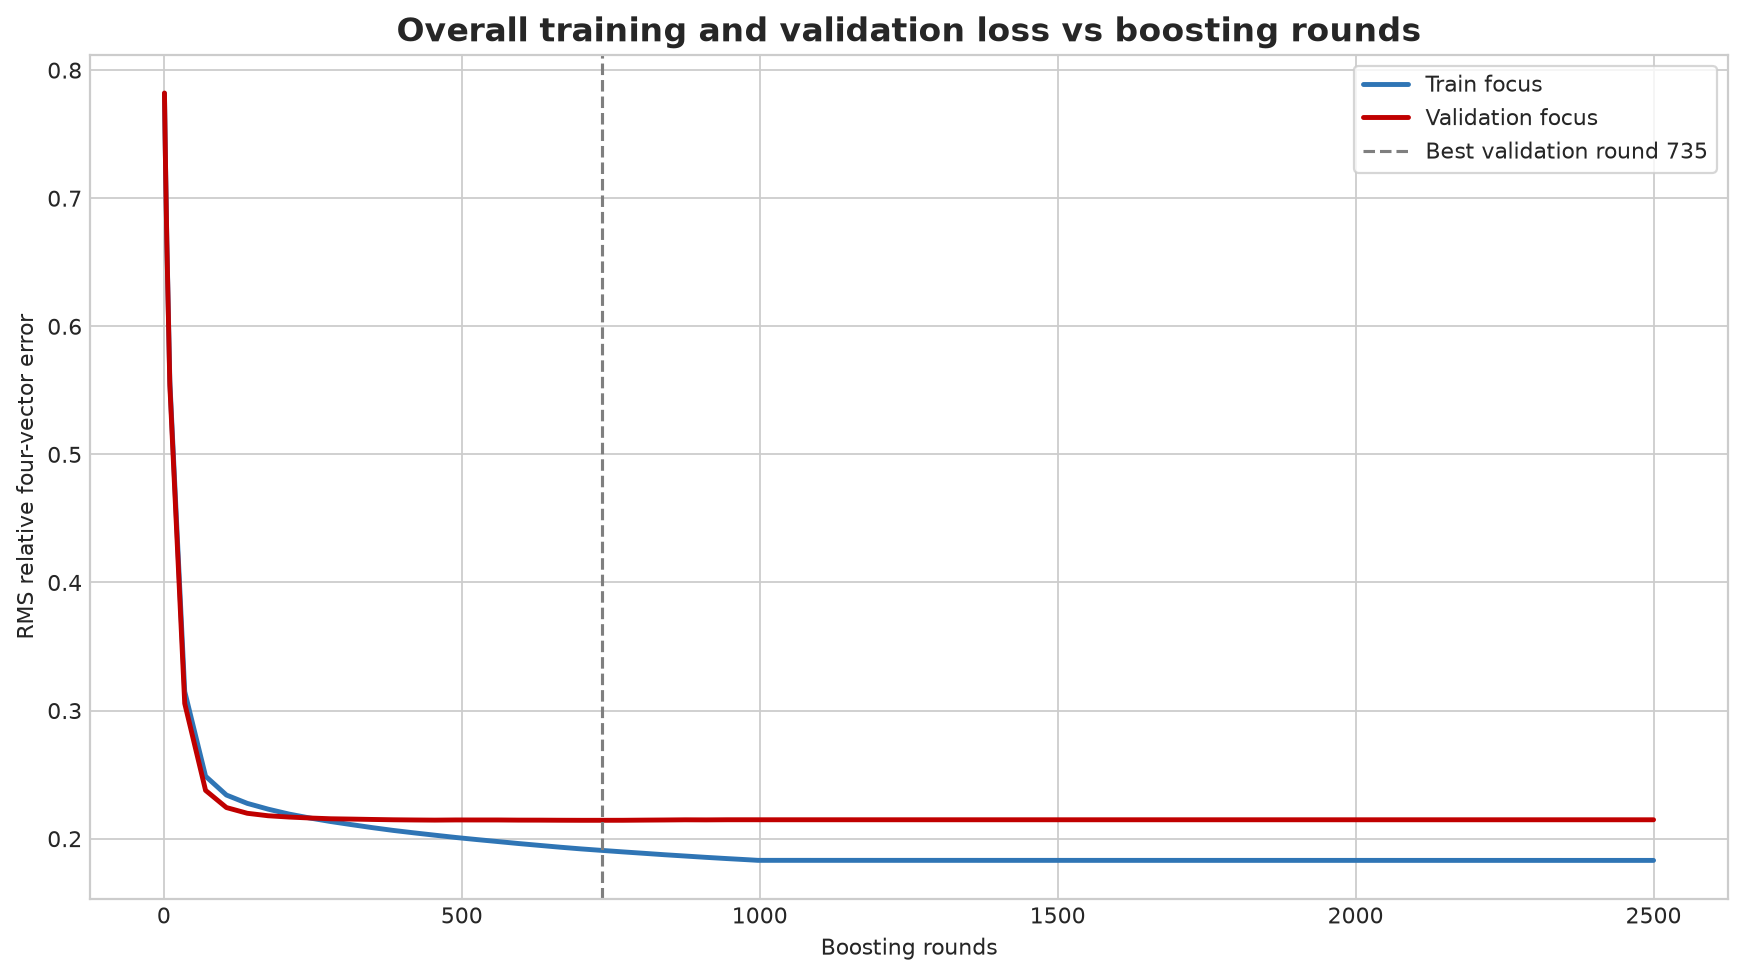 Overall training and validation loss vs boosting rounds
Train focus
Validation focus
Best validation round 735
RMS relative four-vector error
0.8
0.7
0.6
0.5
0.4
0.3
0.2
0 500 1000 1500 2000 2500
Boosting rounds